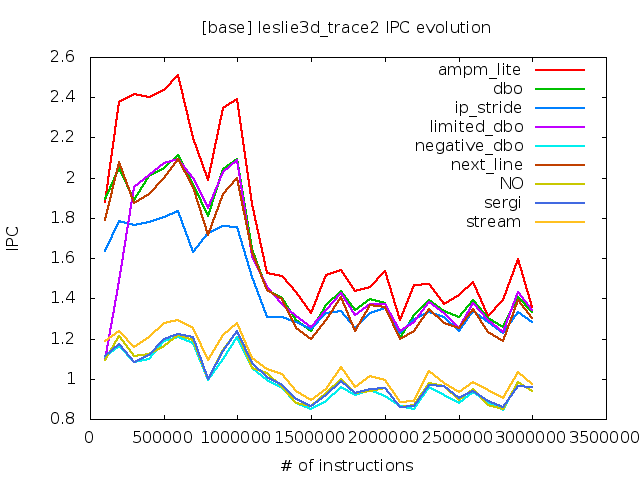 [base] leslie3d_trace2 IPC evolution
2.6
2.4
2.2
2
1.8
1.6
1.4
1.2
1
0.8
IPC
ampm_lite
dbo
ip_stride
limited_dbo
negative_dbo
next_line
NO
sergi
stream
0 500000 1000000 1500000 2000000 2500000 3000000 3500000
# of instructions